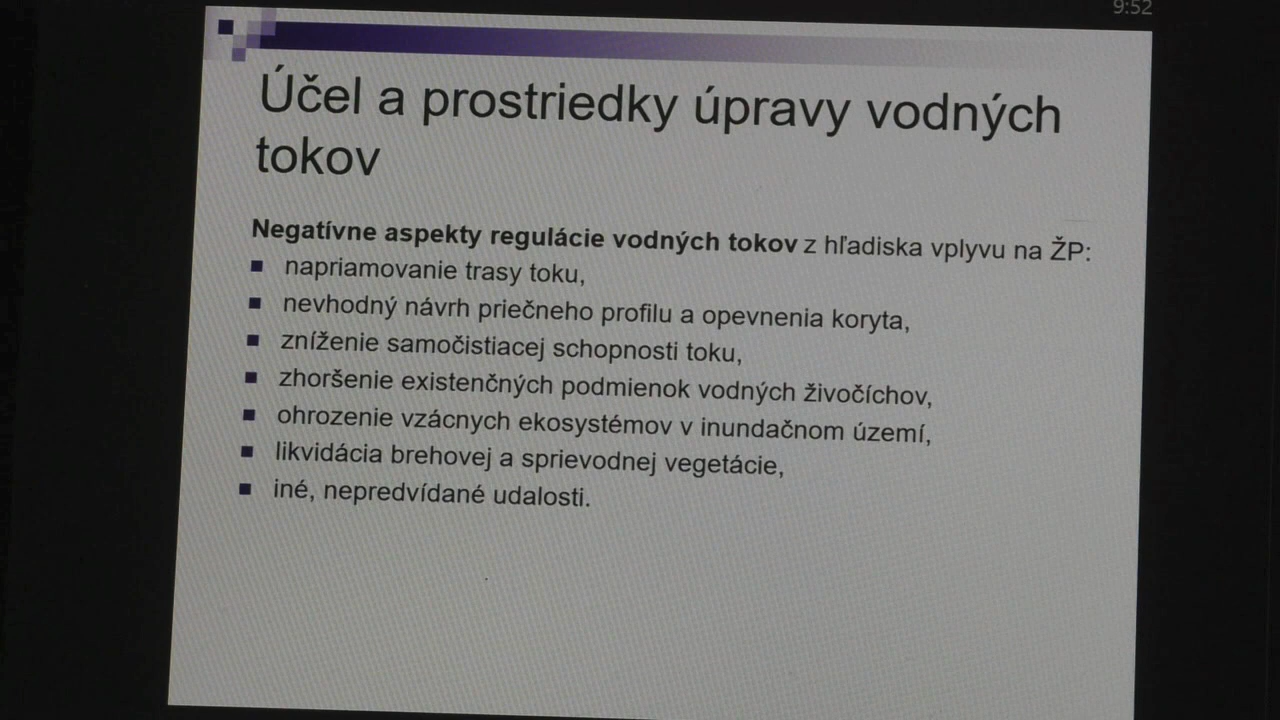 9:52
Účel a prostriedky úpravy vodných
tokov
Negatívne aspekty regulácie vodných tokov z hľadiska vplyvu na ŽP:
napriamovanie trasy toku,
nevhodný návrh priečneho profilu a opevnenia koryta,
zníženie samočistiacej schopnosti toku,
zhoršenie existenčných podmienok vodných živočíchov,
ohrozenie vzácnych ekosystémov v inundačnom území,
likvidácia brehovej a sprievodnej vegetácie,
iné, nepredvídané udalosti.